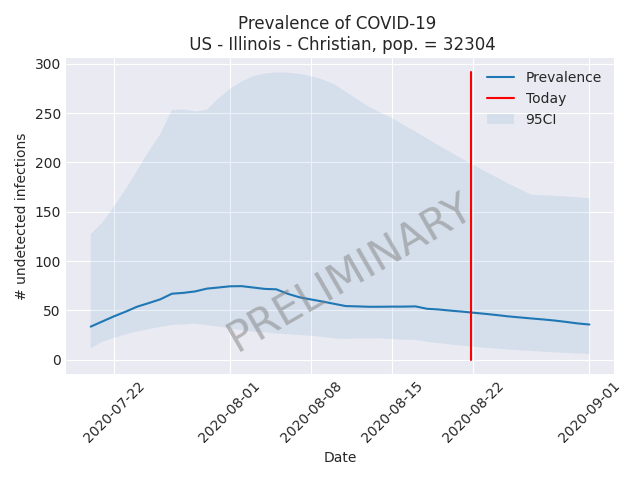 Prevalence of COVID-19
US - Illinois - Christian, pop. = 32304
300
250
200
150
100
50
0
# undetected infections
Prevalence
Today
95CI
PRELIMINARY
2020-07-22
2020-08-01
2020-08-08
2020-08-15
2020-08-22
2020-09-01
Date